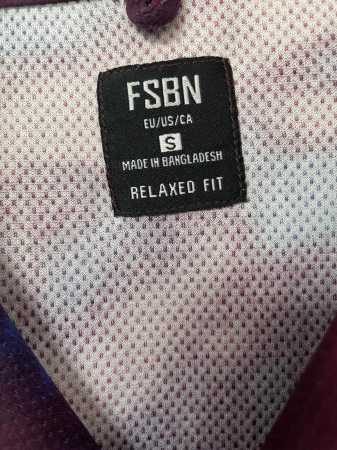 FSBN
EU/US/CA
S
MADE IN BANGLADESH
RELAXED FIT